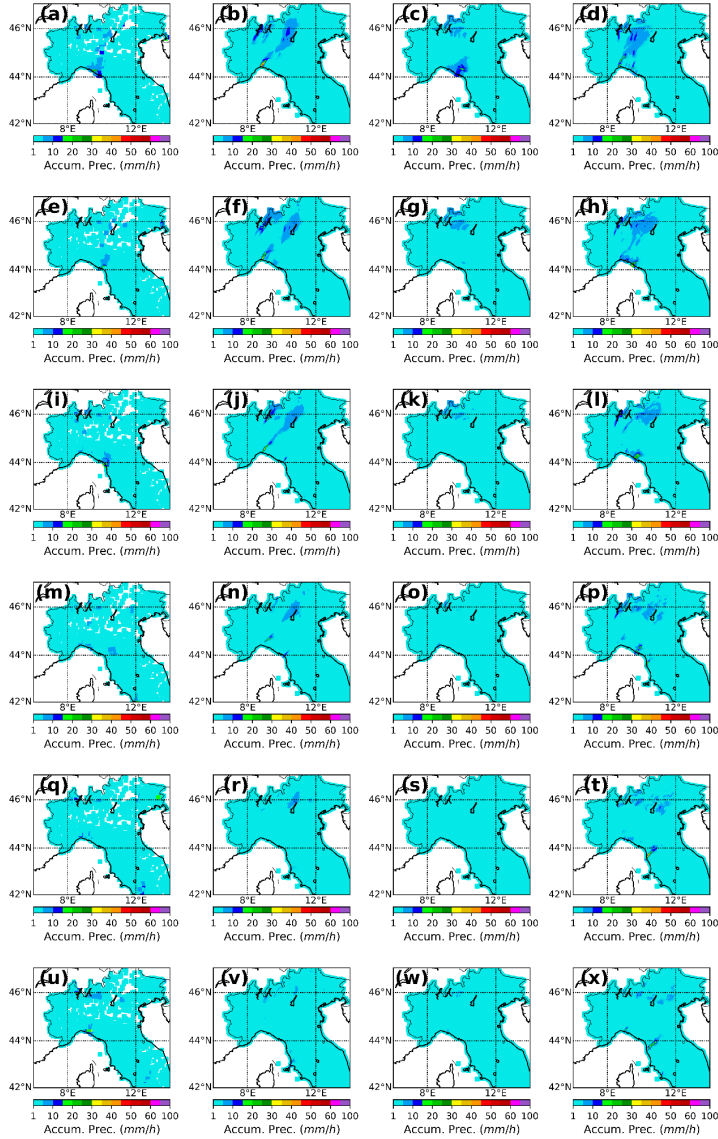 (a) (b) (c) (d)
46°N 46°N 46°N 46°N
44°N 44°N 44°N 44°N
42°N 42°N 42°N 42°N
8°E 12°E 8°E 12°E 8°E 12°E 8°E 12°E
1 10 20 30 40 50 60 100 1 10 20 30 40 50 60 100 1 10 20 30 40 50 60 100 1 10 20 30 40 50 60 100
Accum. Prec. (mm/h) Accum. Prec. (mm/h) Accum. Prec. (mm/h) Accum. Prec. (mm/h)
(e) (f) (g) (h)
46°N 46°N 46°N 46°N
44°N 44°N 44°N 44°N
42°N 42°N 42°N 42°N
8°E 12°E 8°E 12°E 8°E 12°E 8°E 12°E
1 10 20 30 40 50 60 100 1 10 20 30 40 50 60 100 1 10 20 30 40 50 60 100 1 10 20 30 40 50 60 100
Accum. Prec. (mm/h) Accum. Prec. (mm/h) Accum. Prec. (mm/h) Accum. Prec. (mm/h)
(i) (j) (k) (l)
46°N 46°N 46°N 46°N
44°N 44°N 44°N 44°N
42°N 42°N 42°N 42°N
8°E 12°E 8°E 12°E 8°E 12°E 8°E 12°E
1 10 20 30 40 50 60 100 1 10 20 30 40 50 60 100 1 10 20 30 40 50 60 100 1 10 20 30 40 50 60 100
Accum. Prec. (mm/h) Accum. Prec. (mm/h) Accum. Prec. (mm/h) Accum. Prec. (mm/h)
(m) (n) (o) (p)
46°N 46°N 46°N 46°N
44°N 44°N 44°N 44°N
42°N 42°N 42°N 42°N
8°E 12°E 8°E 12°E 8°E 12°E 8°E 12°E
1 10 20 30 40 50 60 100 1 10 20 30 40 50 60 100 1 10 20 30 40 50 60 100 1 10 20 30 40 50 60 100
Accum. Prec. (mm/h) Accum. Prec. (mm/h) Accum. Prec. (mm/h) Accum. Prec. (mm/h)
(q) (r) (s) (t)
46°N 46°N 46°N 46°N
44°N 44°N 44°N 44°N
42°N 42°N 42°N 42°N
8°E 12°E 8°E 12°E 8°E 12°E 8°E 12°E
1 10 20 30 40 50 60 100 1 10 20 30 40 50 60 100 1 10 20 30 40 50 60 100 1 10 20 30 40 50 60 100
Accum. Prec. (mm/h) Accum. Prec. (mm/h) Accum. Prec. (mm/h) Accum. Prec. (mm/h)
(u) (v) (w) (x)
46°N 46°N 46°N 46°N
44°N 44°N 44°N 44°N
42°N 42°N 42°N 42°N
8°E 12°E 8°E 12°E 8°E 12°E 8°E 12°E
1 10 20 30 40 50 60 100 1 10 20 30 40 50 60 100 1 10 20 30 40 50 60 100 1 10 20 30 40 50 60 100
Accum. Prec. (mm/h) Accum. Prec. (mm/h) Accum. Prec. (mm/h) Accum. Prec. (mm/h)